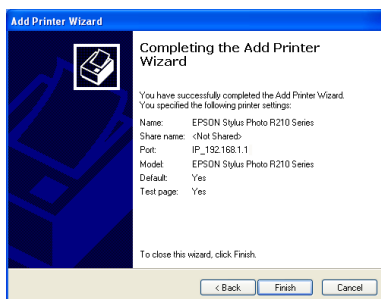 Add Printer Wizard
Completing the Add Printer
Wizard
You have successfully completed the Add Printer Wizard.
You specified the following printer settings:
Name: EPSON Stylus Photo R210 Series
Share name: <Not Shared>
Port: IP_192.168.1.1
Model: EPSON Stylus Photo R210 Series
Default: Yes
Test page: Yes
To close this wizard, click Finish.
< Back Finish Cancel